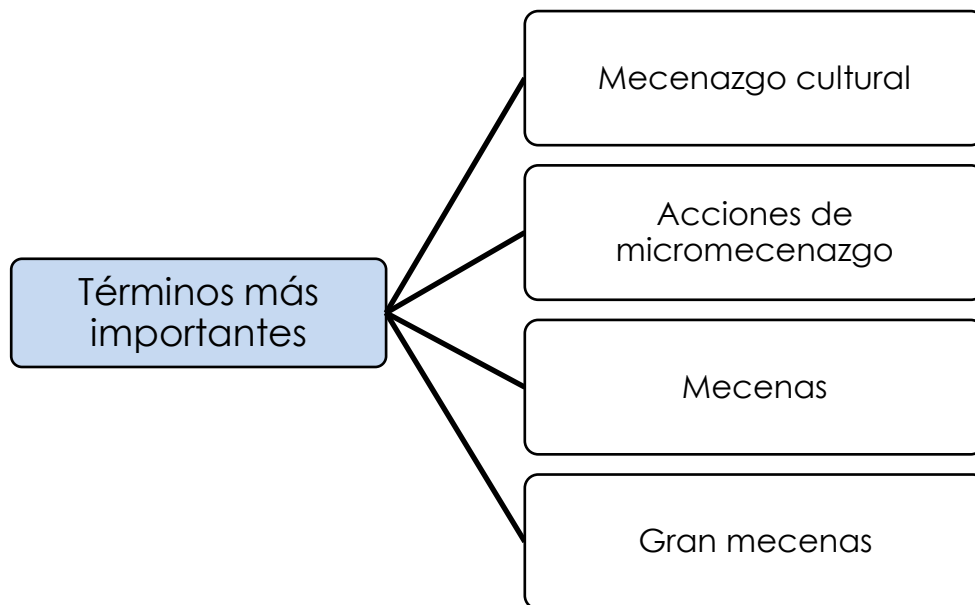 Términos más
importantes
Mecenazgo cultural
Acciones de
micromecenazgo
Mecenas
Gran mecenas